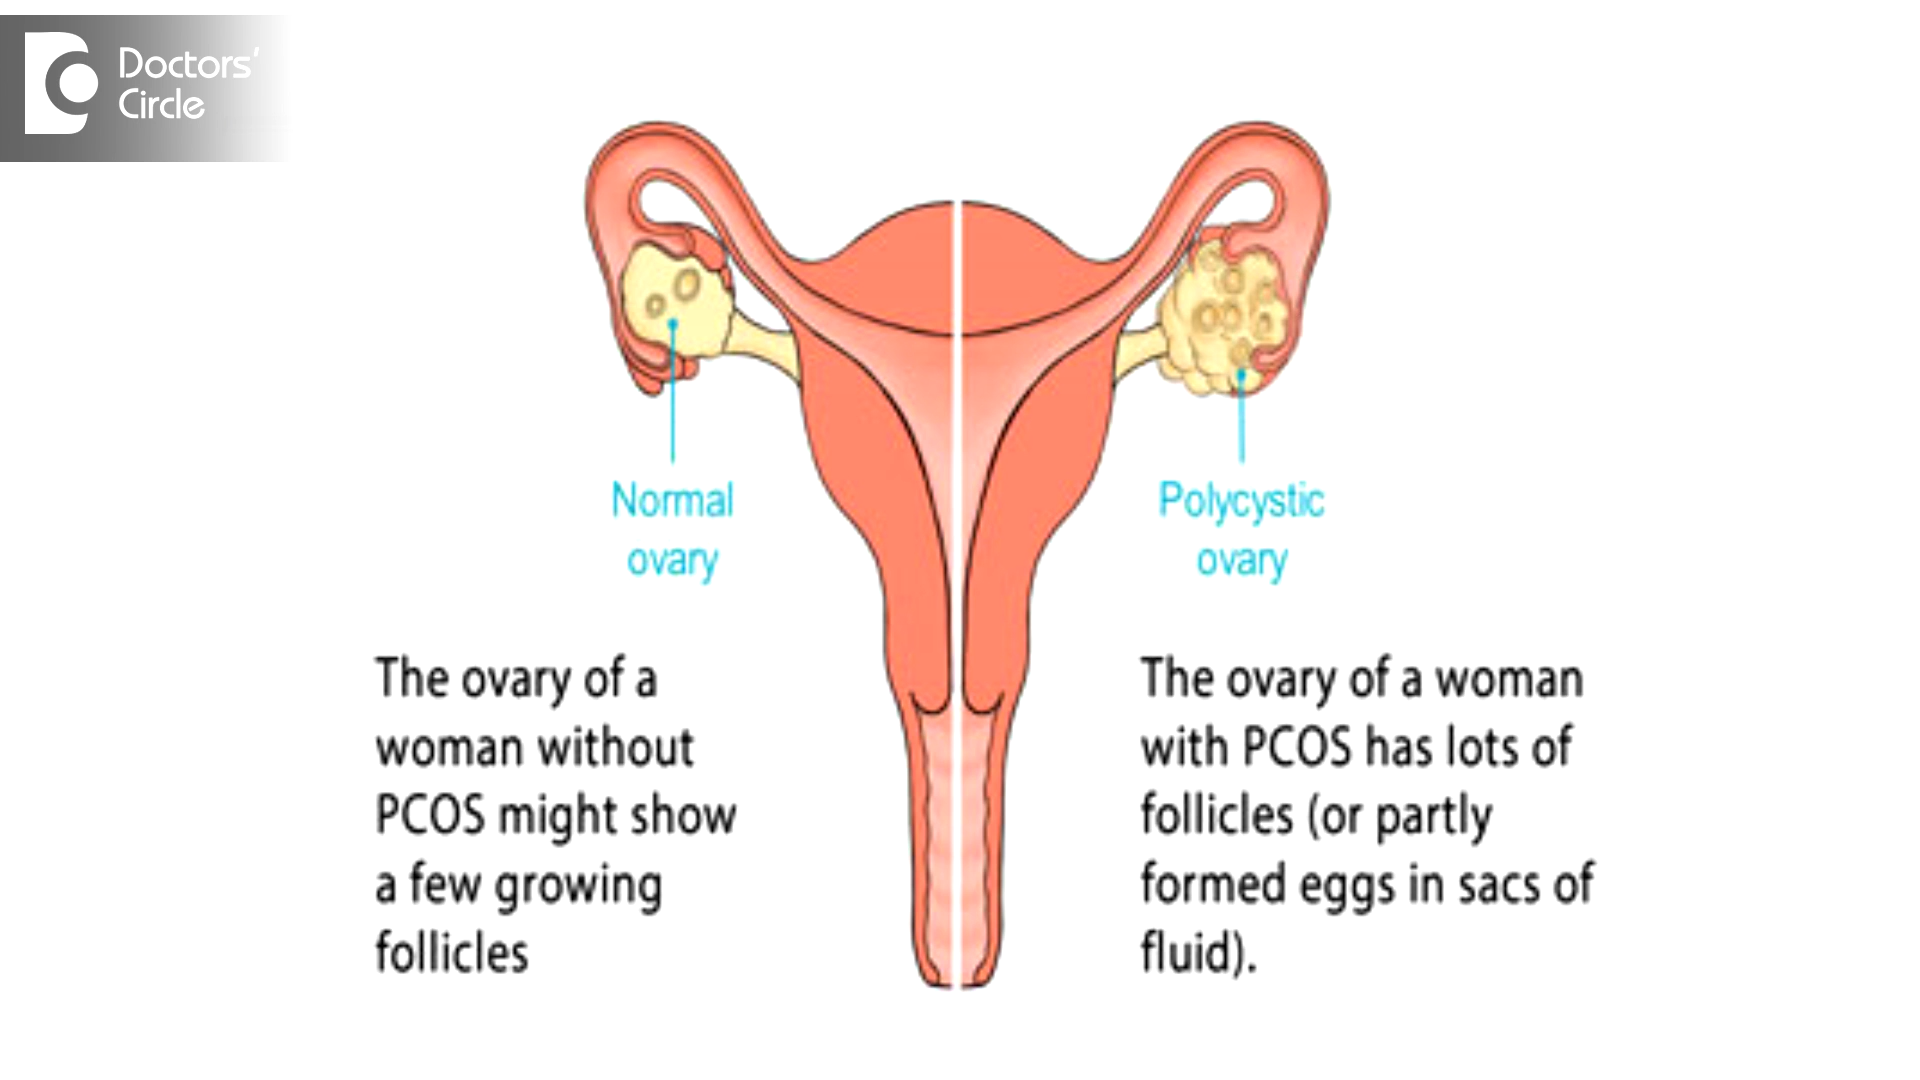 Doctors'
Circle
Normal
ovary
Polycystic
ovary
The ovary of a
woman without
PCOS might show
a few growing
follicles
The ovary of a woman
with PCOS has lots of
follicles (or partly
formed eggs in sacs of
fluid).